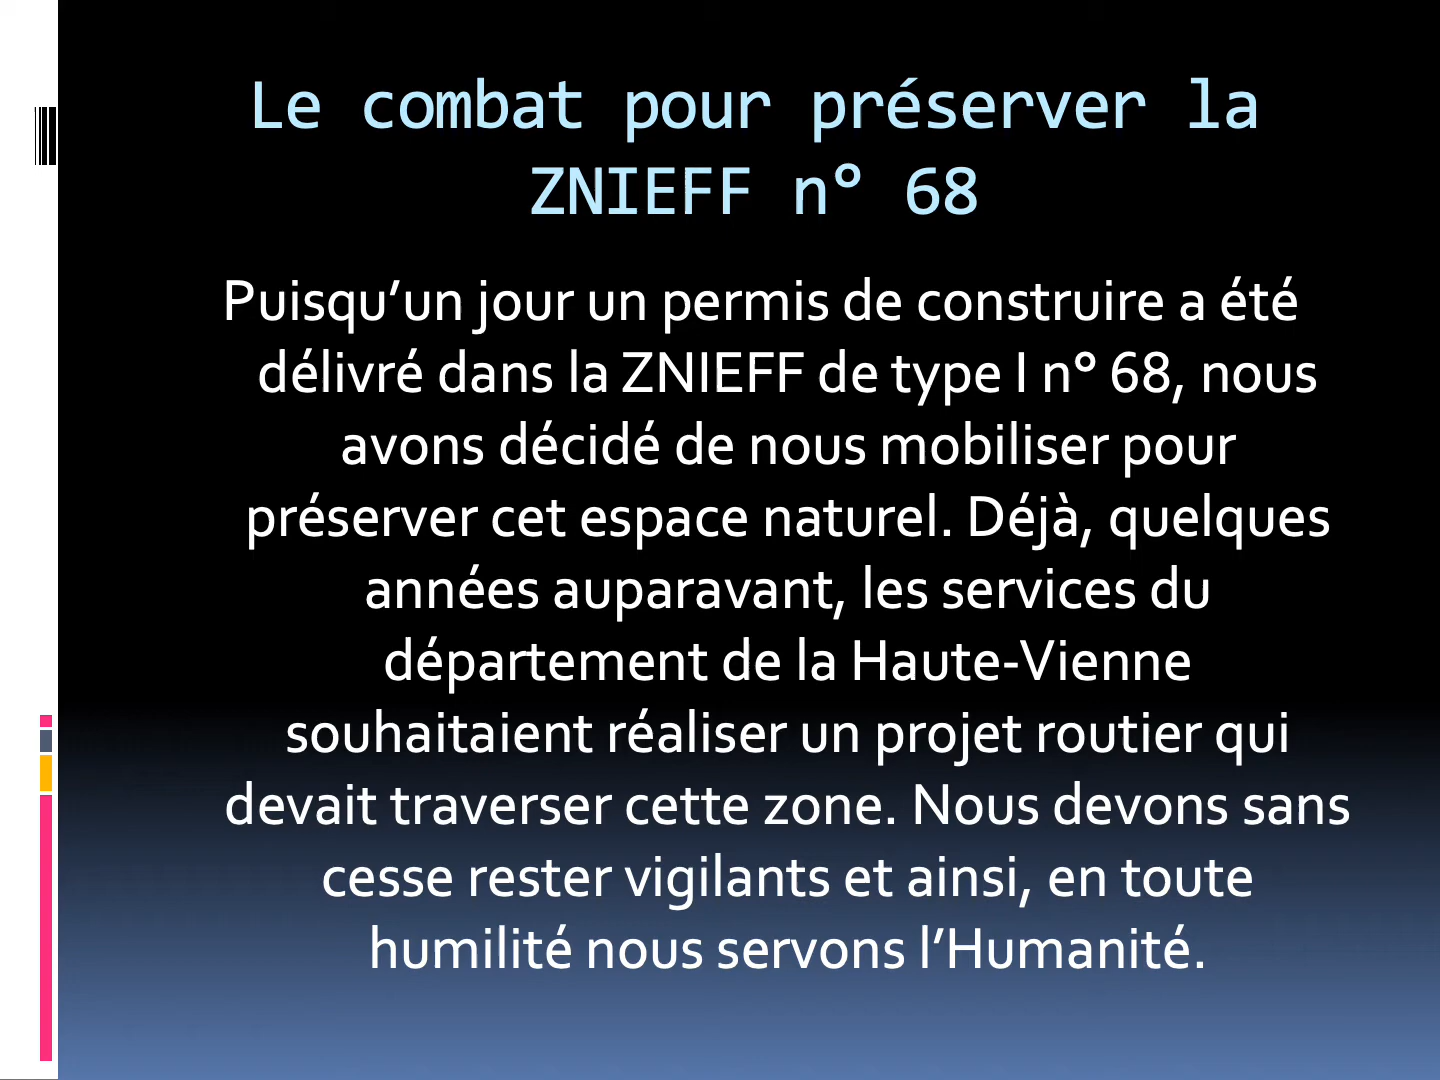 Le combat pour préserver la
ZNIEFF n° 68
Puisqu’un jour un permis de construire a été
délivré dans la ZNIEFF de type I n° 68, nous
avons décidé de nous mobiliser pour
préserver cet espace naturel. Déjà, quelques
années auparavant, les services du
département de la Haute-Vienne
souhaitaient réaliser un projet routier qui
devait traverser cette zone. Nous devons sans
cesse rester vigilants et ainsi, en toute
humilité nous servons l’Humanité.